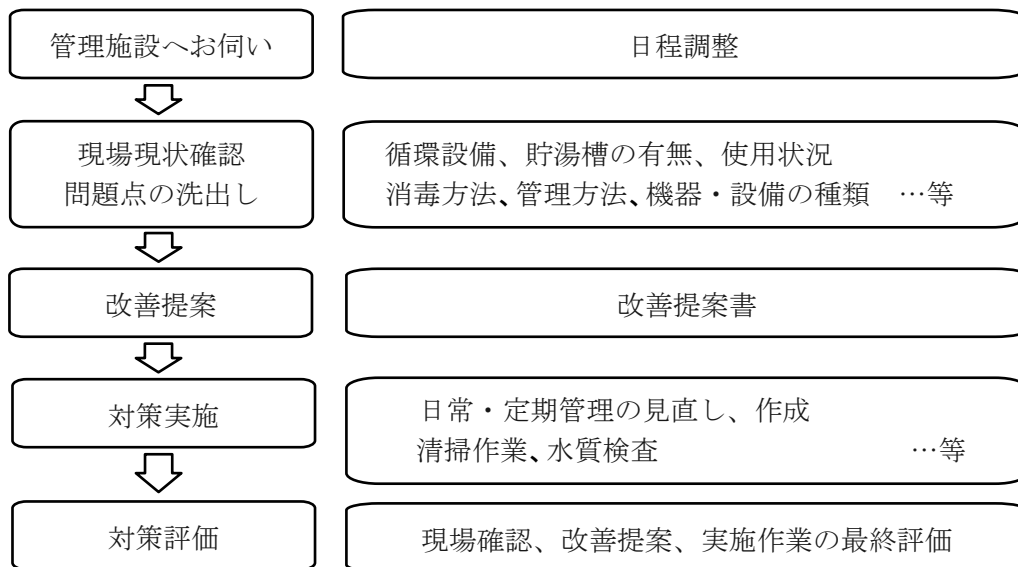 管理施設へお伺い
日程調整
現場現状確認
問題点の洗出し
循環設備、貯湯槽の有無、使用状況
消毒方法、管理方法、機器・設備の種類 …等
改善提案
改善提案書
対策実施
日常・定期管理の見直し、作成
清掃作業、水質検査 …等
対策評価
現場確認、改善提案、実施作業の最終評価